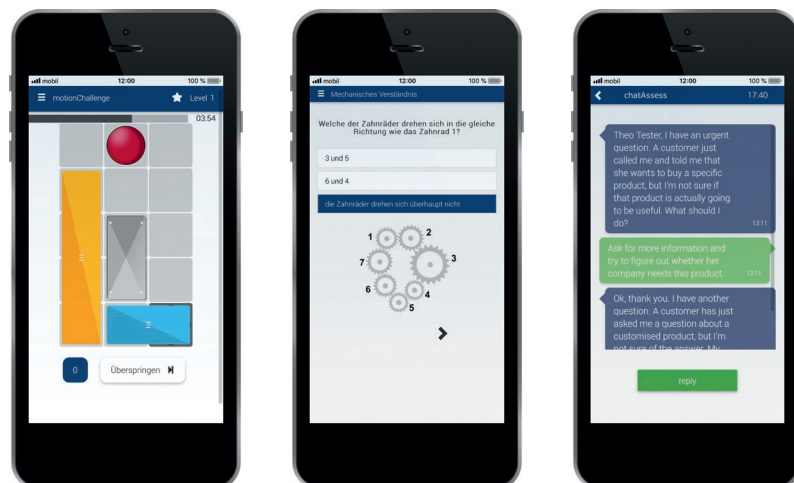 mobil 12:00 100 %
motionChallenge Level 1
03:54
0 Überspringen
mobil 12:00 100 %
Mechanisches Verständnis
Welche der Zahnräder drehen sich in die gleiche
Richtung wie das Zahnrad 1?
3 und 5
6 und 4
die Zahnräder drehen sich überhaupt nicht
1 2
7 3
6 4
5
mobil 12:00 100 %
chatAssess 17:40
Theo Tester, I have an urgent
question. A customer just
called me and told me that
she wants to buy a specific
product, but I'm not sure if
that product is actually going
to be useful. What should I
do? 13:11
Ask for more information and
try to figure out whether her
company needs this product. 13:11
Ok, thank you. I have another
question. A customer has just
asked me a question about a
customised product, but I'm
not sure of the answer. My
reply